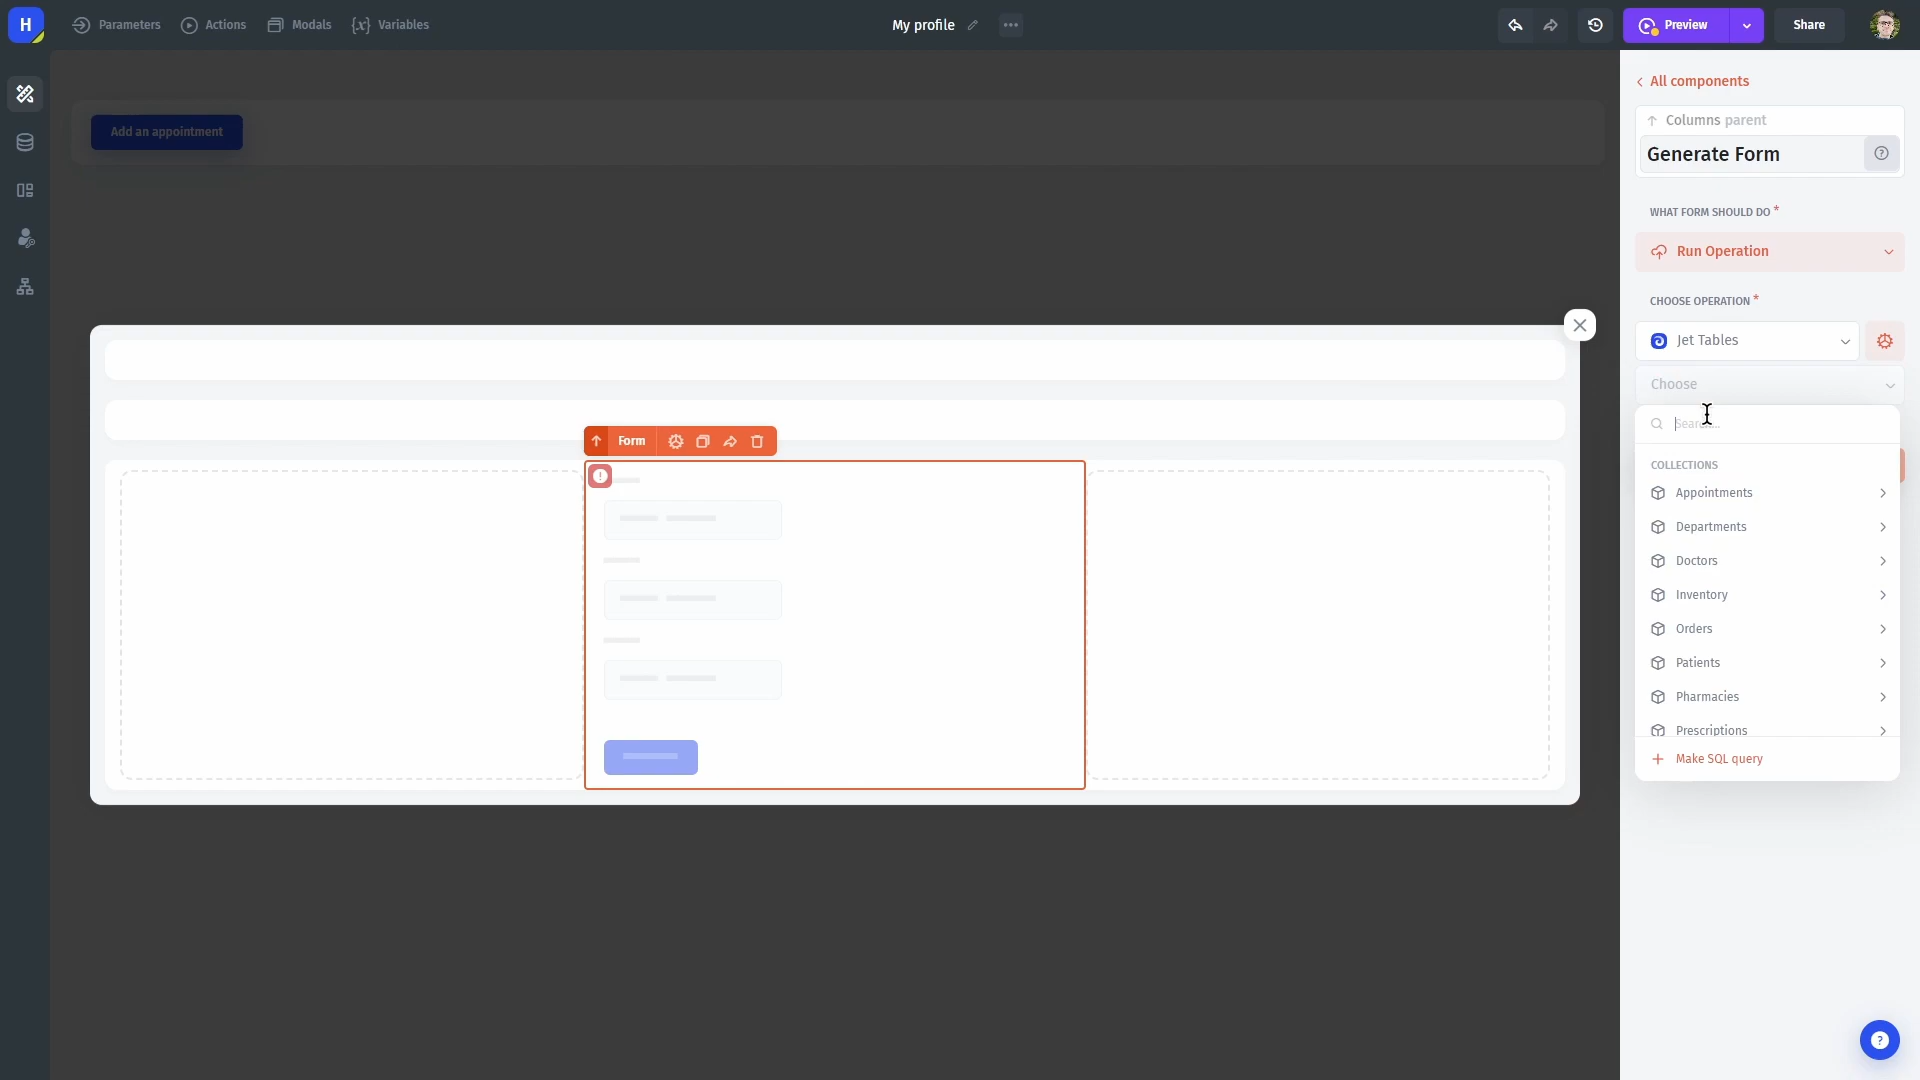 H
Parameters
Actions
Modals
{x} Variables
My profile
Preview
Share
Add an appointment
Form
All components
Columns parent
Generate Form
WHAT FORM SHOULD DO *
Run Operation
CHOOSE OPERATION *
Jet Tables
Choose
Search...
COLLECTIONS
Appointments
Departments
Doctors
Inventory
Orders
Patients
Pharmacies
Prescriptions
+ Make SQL query